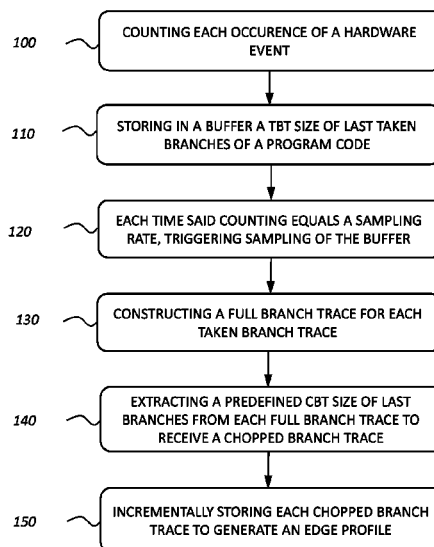 100
COUNTING EACH OCCURENCE OF A HARDWARE
EVENT
110
STORING IN A BUFFER A TBT SIZE OF LAST TAKEN
BRANCHES OF A PROGRAM CODE
120
EACH TIME SAID COUNTING EQUALS A SAMPLING
RATE, TRIGGERING SAMPLING OF THE BUFFER
130
CONSTRUCTING A FULL BRANCH TRACE FOR EACH
TAKEN BRANCH TRACE
140
EXTRACTING A PREDEFINED CBT SIZE OF LAST
BRANCHES FROM EACH FULL BRANCH TRACE TO
RECEIVE A CHOPPED BRANCH TRACE
150
INCREMENTALLY STORING EACH CHOPPED BRANCH
TRACE TO GENERATE AN EDGE PROFILE